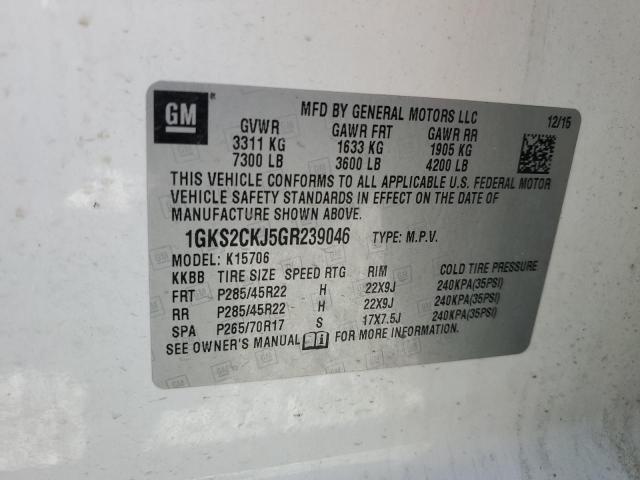 GM
MFD BY GENERAL MOTORS LLC
12/15
GVWR GAWR FRT GAWR RR
3311 KG 1633 KG 1905 KG
7300 LB 3600 LB 4200 LB
THIS VEHICLE CONFORMS TO ALL APPLICABLE U.S. FEDERAL MOTOR
VEHICLE SAFETY STANDARDS IN EFFECT ON THE DATE OF
MANUFACTURE SHOWN ABOVE.
1GKS2CKJ5GR239046 TYPE: M.P.V.
MODEL: K15706
KKBB TIRE SIZE SPEED RTG RIM COLD TIRE PRESSURE
FRT P285/45R22 H 22X9J 240KPA(35PSI)
RR P285/45R22 H 22X9J 240KPA(35PSI)
SPA P265/70R17 S 17X7.5J 240KPA(35PSI)
SEE OWNER'S MANUAL FOR MORE INFORMATION.